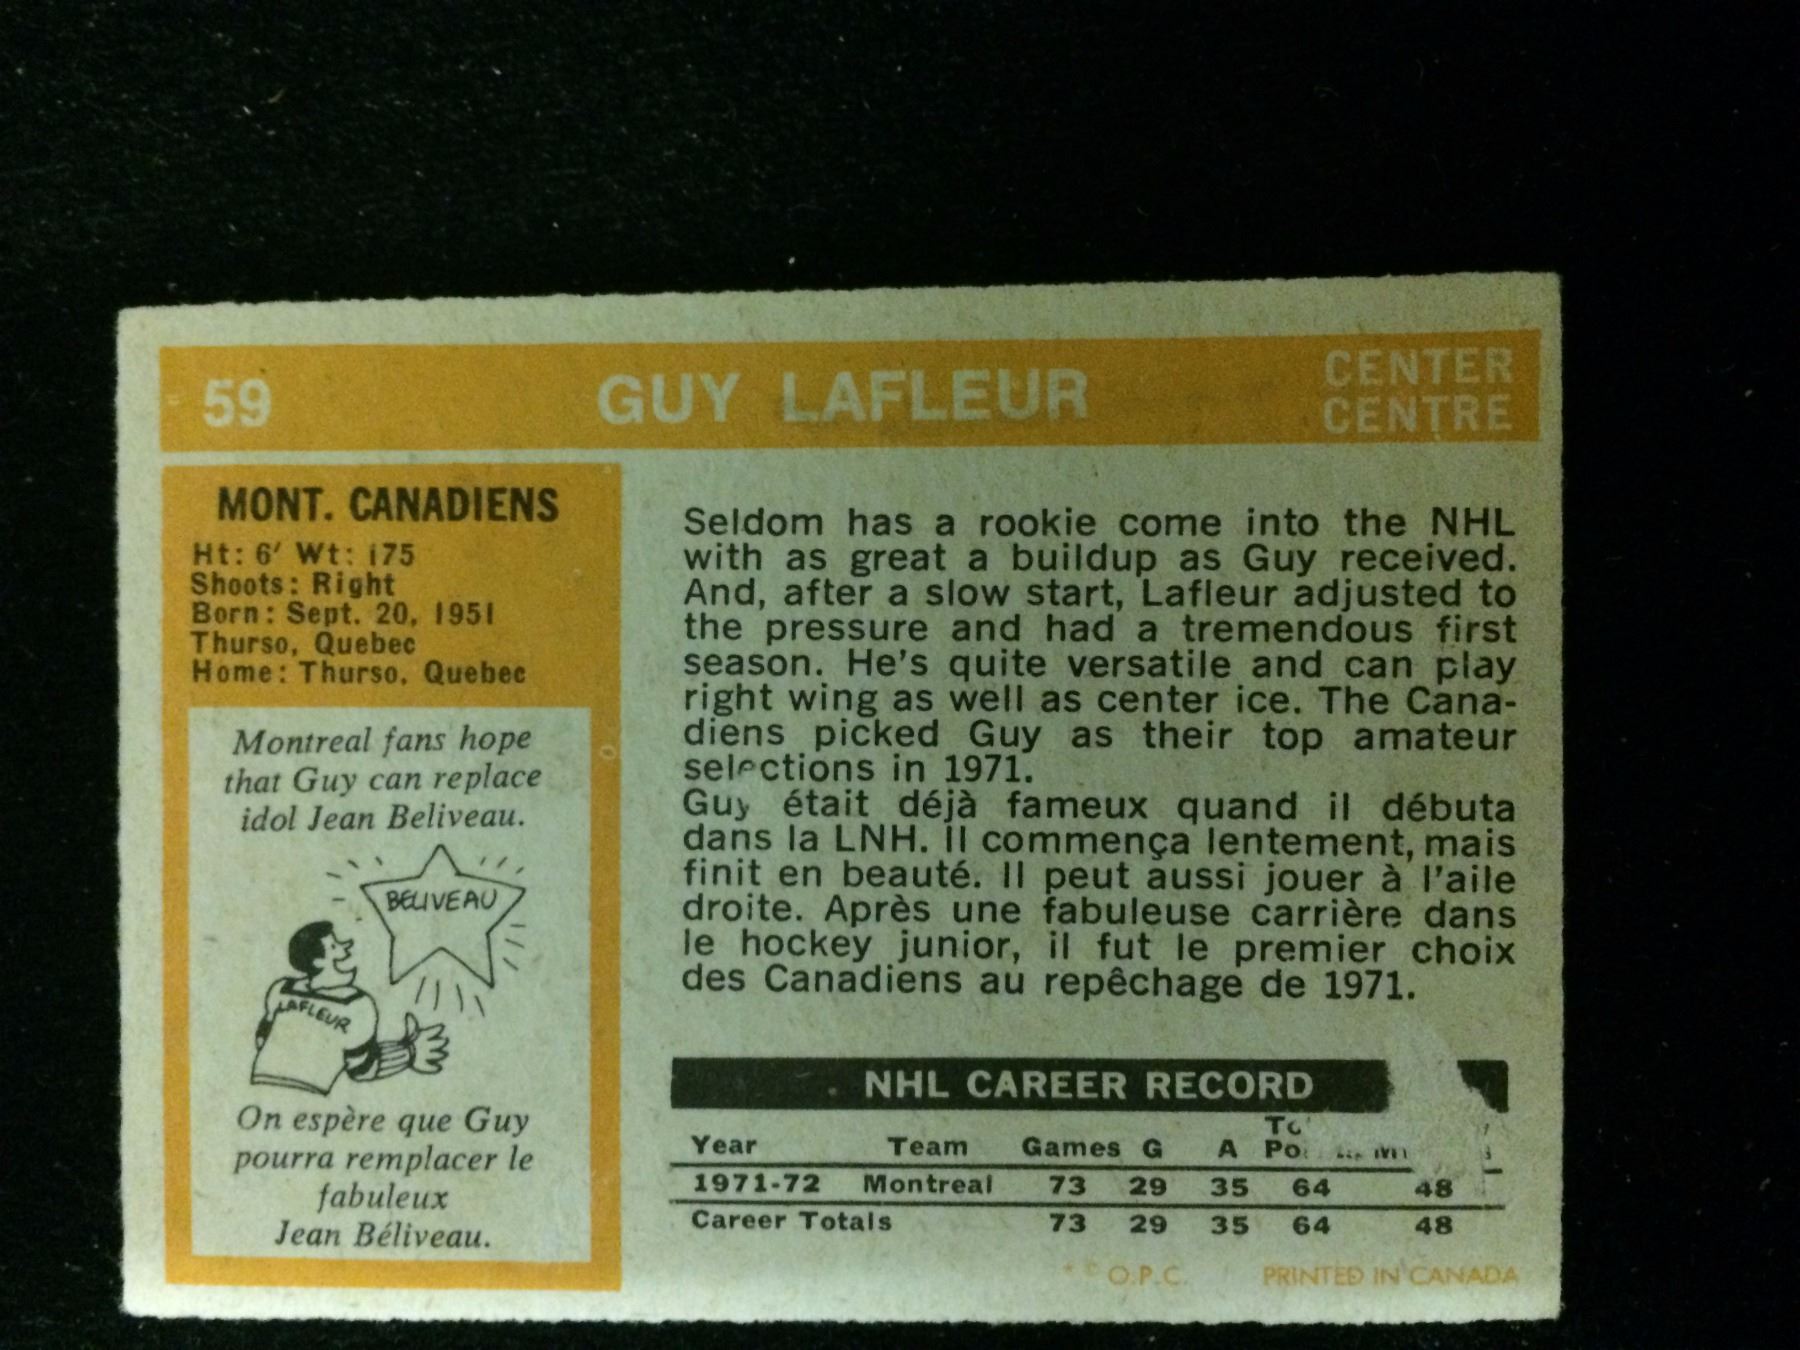 59 GUY LAFLEUR CENTER
CENTRE
MONT. CANADIENS
Ht: 6' Wt: 175
Shoots: Right
Born: Sept. 20, 1951
Thurso, Quebec
Home: Thurso, Quebec
Montreal fans hope
that Guy can replace
idol Jean Beliveau.
BELIVEAU
LAFLEUR
On espère que Guy
pourra remplacer le
fabuleux
Jean Béliveau.
Seldom has a rookie come into the NHL
with as great a buildup as Guy received.
And, after a slow start, Lafleur adjusted to
the pressure and had a tremendous first
season. He's quite versatile and can play
right wing as well as center ice. The Cana-
diens picked Guy as their top amateur
selections in 1971.
Guy était déjà fameux quand il débuta
dans la LNH. Il commença lentement, mais
finit en beauté. Il peut aussi jouer à l'aile
droite. Après une fabuleuse carrière dans
le hockey junior, il fut le premier choix
des Canadiens au repêchage de 1971.
NHL CAREER RECORD
Year Team Games G A
1971-72 Montreal 73 29 35 64 48
Career Totals 73 29 35 64 48
* © O.P.C. PRINTED IN CANADA